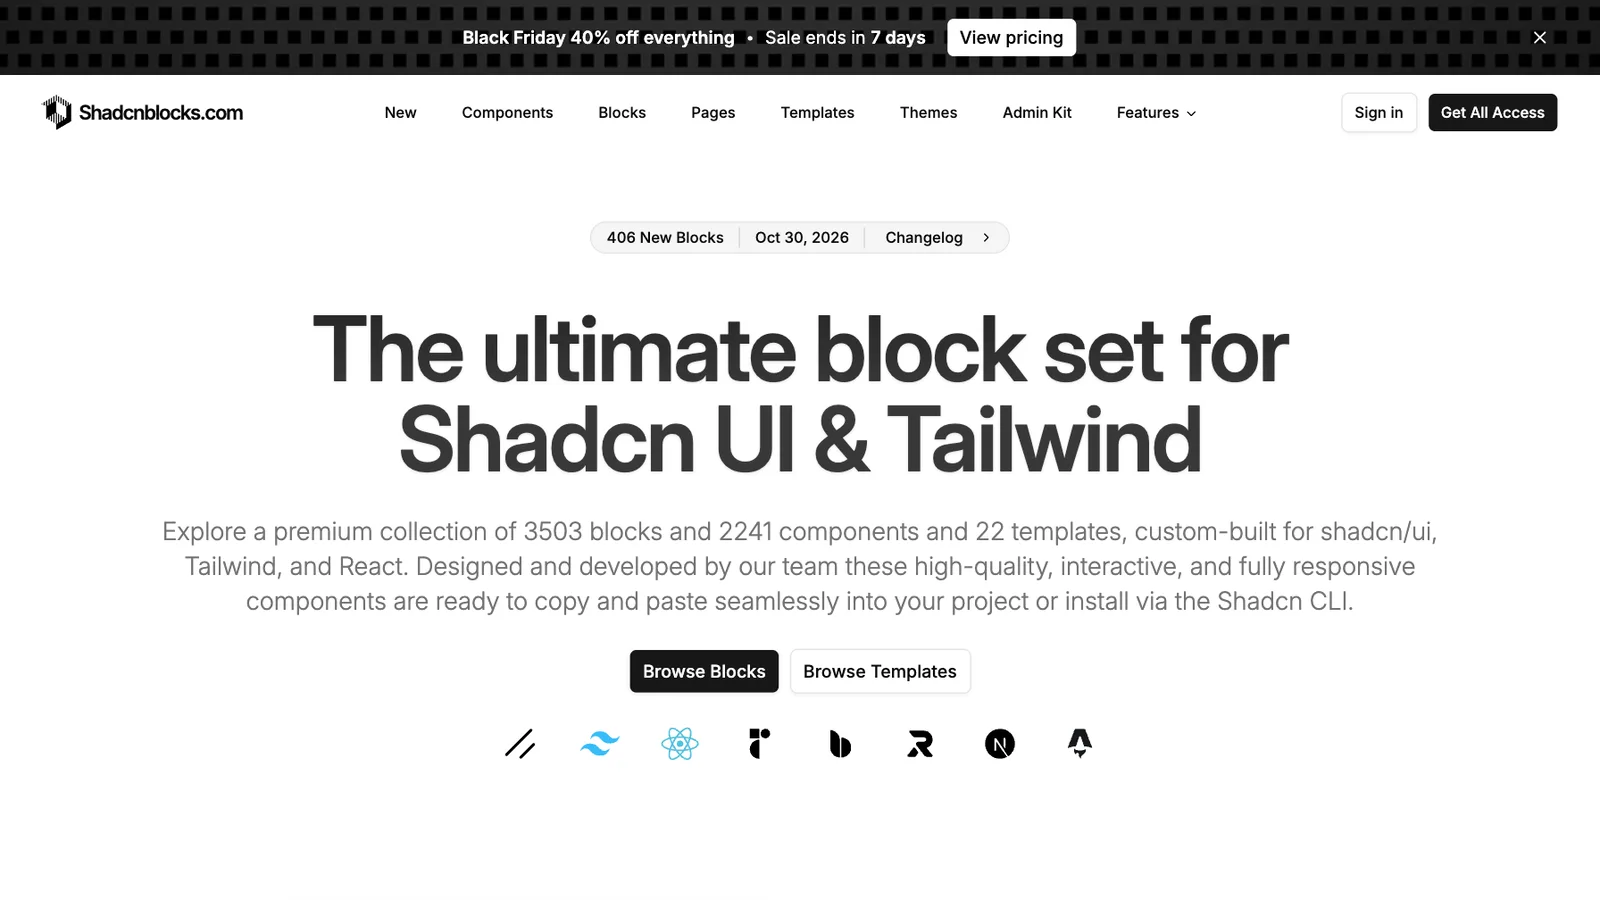 Black Friday 40% off everything • Sale ends in 7 days View pricing
Shadcnblocks.com New Components Blocks Pages Templates Themes Admin Kit Features Sign in Get All Access
406 New Blocks Oct 30, 2026 Changelog
The ultimate block set for
Shadcn UI & Tailwind
Explore a premium collection of 3503 blocks and 2241 components and 22 templates, custom-built for shadcn/ui,
Tailwind, and React. Designed and developed by our team these high-quality, interactive, and fully responsive
components are ready to copy and paste seamlessly into your project or install via the Shadcn CLI.
Browse Blocks Browse Templates